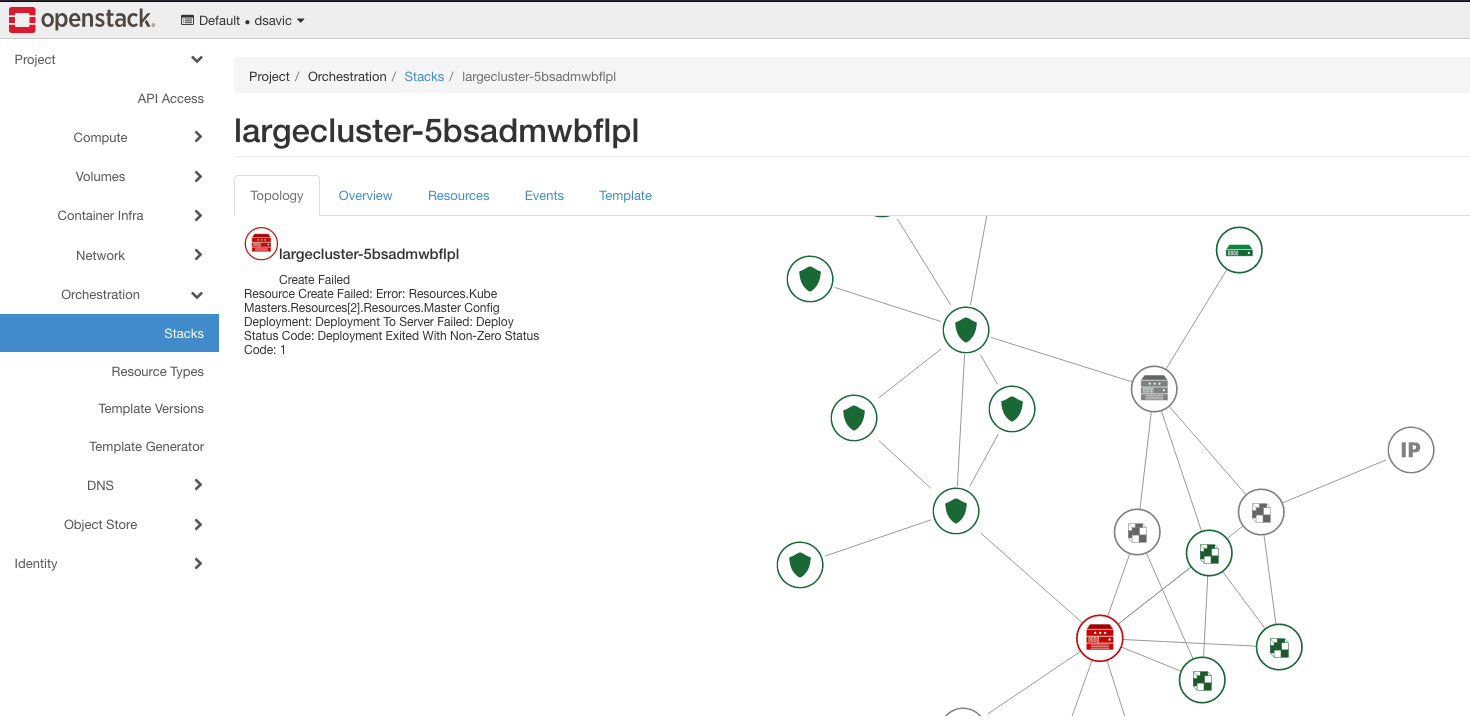 openstack.
Default • dsavic
Project
API Access
Compute
Volumes
Container Infra
Network
Orchestration
Stacks
Resource Types
Template Versions
Template Generator
DNS
Object Store
Identity
Project / Orchestration / Stacks / largecluster-5bsadmwbflpl
largecluster-5bsadmwbflpl
Topology Overview Resources Events Template
largecluster-5bsadmwbflpl
Create Failed
Resource Create Failed: Error: Resources.Kube
Masters.Resources[2].Resources.Master Config
Deployment: Deployment To Server Failed: Deploy
Status Code: Deployment Exited With Non-Zero Status
Code: 1
IP